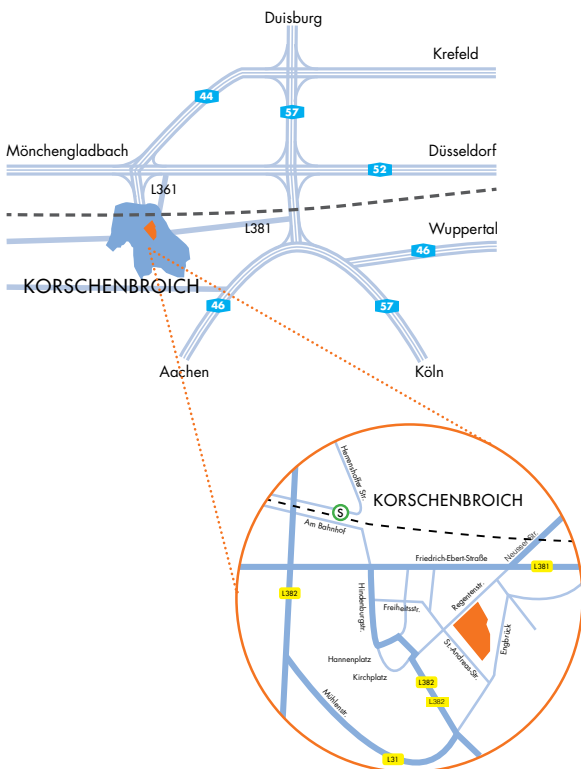 Duisburg
Krefeld
44
57
Mönchengladbach
Düsseldorf
52
L361
L381
Wuppertal
46
KORSCHENBROICH
46
57
Aachen
Köln
Herrenshoffer Str.
KORSCHENBROICH
S
Am Bahnhof
Neusser Str.
Friedrich-Ebert-Straße
L381
L382
Hindenburgstr.
Freiheitsstr.
Regentenstr.
St.-Andreas-Str.
Engbrück
Hannenplatz
Kirchplatz
L382
L382
Mühlenstr.
L31